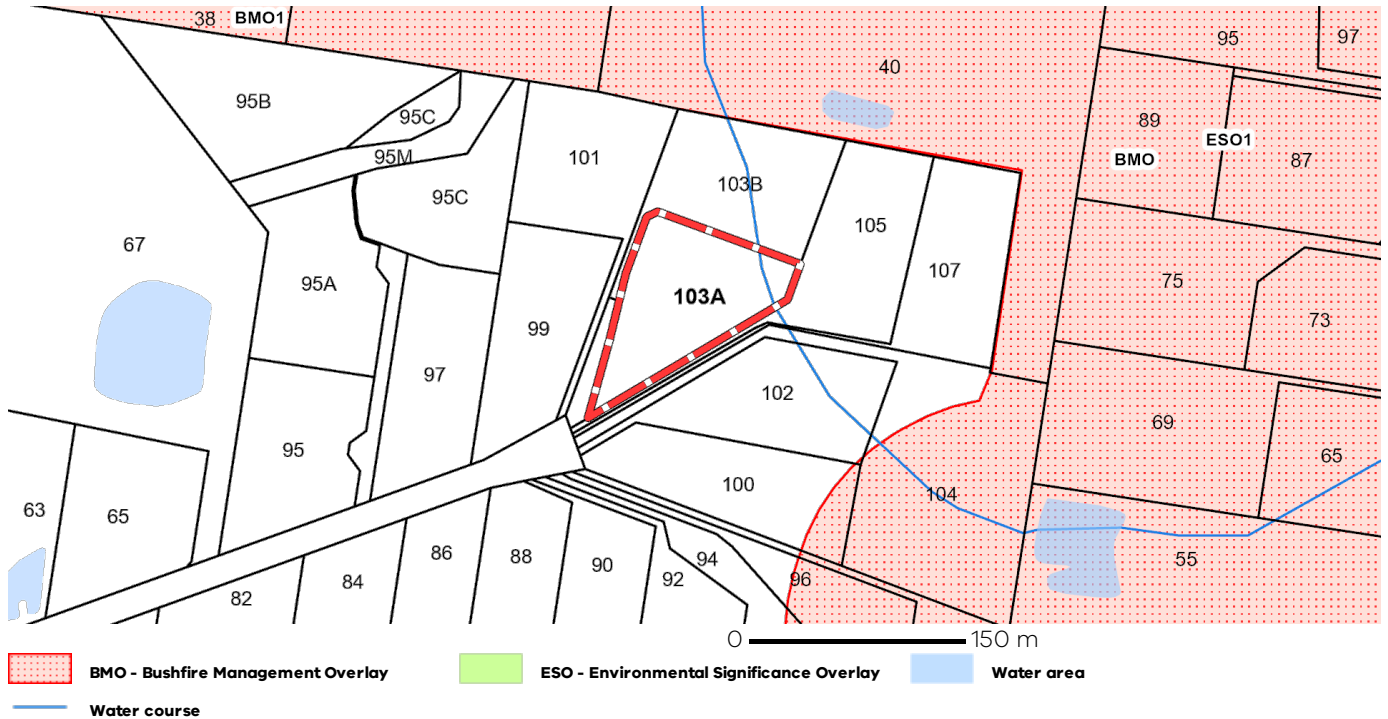 38
BMO1
40
95
97
95B
95C
95M
101
89
ESO1
BMO
87
103B
95C
105
67
107
95A
103A
75
99
73
97
102
95
69
65
100
104
63
65
86
88
90
94
92
96
55
84
82
0 150 m
BMO - Bushfire Management Overlay
ESO - Environmental Significance Overlay
Water area
Water course